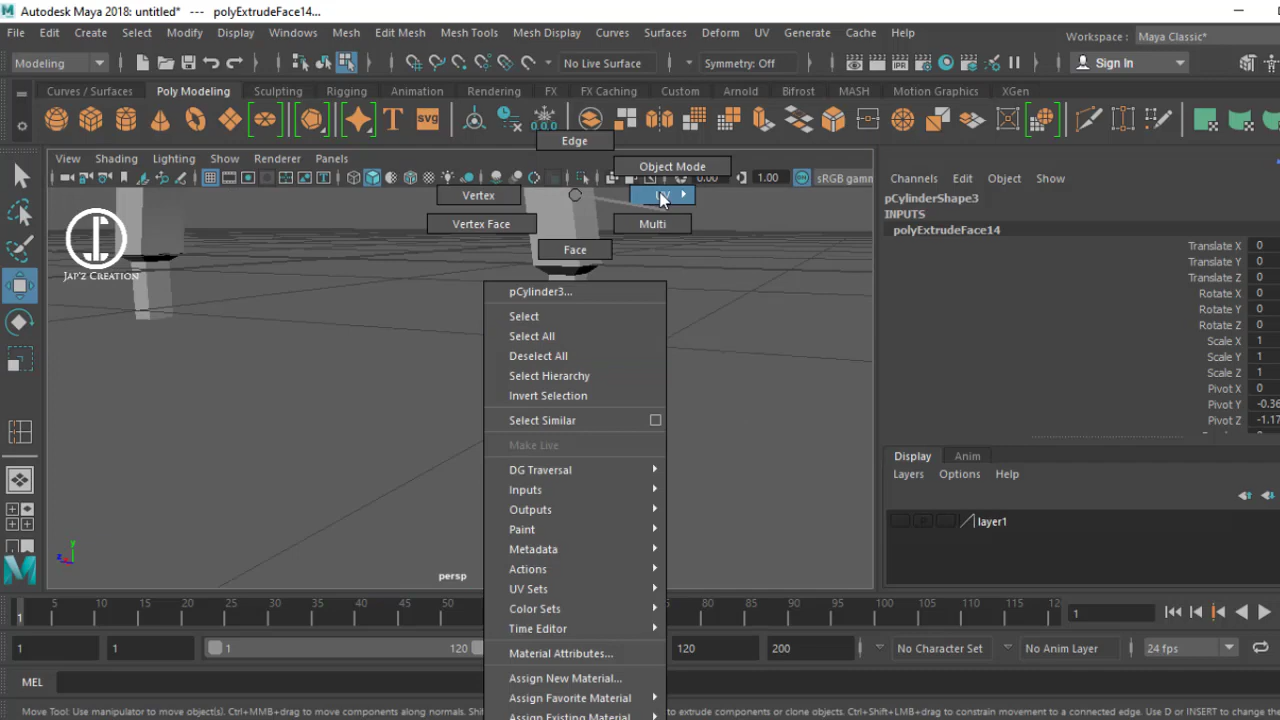 Autodesk Maya 2018: untitled*   ---   polyExtrudeFace14...
File Edit Create Select Modify Display Windows Mesh Edit Mesh Mesh Tools Mesh Display Curves Surfaces Deform UV Generate Cache Help
Workspace : Maya Classic*
Modeling No Live Surface Symmetry: Off Sign In
Curves / Surfaces Poly Modeling Sculpting Rigging Animation Rendering FX FX Caching Custom Arnold Bifrost MASH Motion Graphics XGen
T SVG 0,0,0
Edge
View Shading Lighting Show Renderer Panels
Object Mode
0.00 1.00 sRGB gamm
Channels Edit Object Show
Vertex UV
pCylinderShape3
INPUTS
Vertex Face Multi
polyExtrudeFace14
Face
JAP'Z CREATION
Translate X 0
Translate Y 0
Translate Z 0
Rotate X 0
Rotate Y 0
Rotate Z 0
Scale X 1
Scale Y 1
Scale Z 1
Pivot X 0
Pivot Y -0.36
Pivot Z -1.17
pCylinder3...
Select
Select All
Deselect All
Select Hierarchy
Invert Selection
Select Similar
Make Live
DG Traversal
Inputs
Outputs
Paint
Metadata
Actions
UV Sets
Color Sets
Time Editor
Material Attributes...
Assign New Material...
Assign Favorite Material
Assign Existing Material
Display Anim
Layers Options Help
layer1
y
z
persp
5 10 15 20 25 30 35 40 45 50 75 80 85 90 95 100 105 110 115 12
1 1
1 1 1 120 120 200 No Character Set No Anim Layer 24 fps
MEL
Move Tool: Use manipulator to move object(s). Ctrl+MMB+drag to move components along normals. Use D or INSERT to change the
to extrude components or clone objects. Ctrl+Shift+LMB+drag to constrain movement to a connected edge.